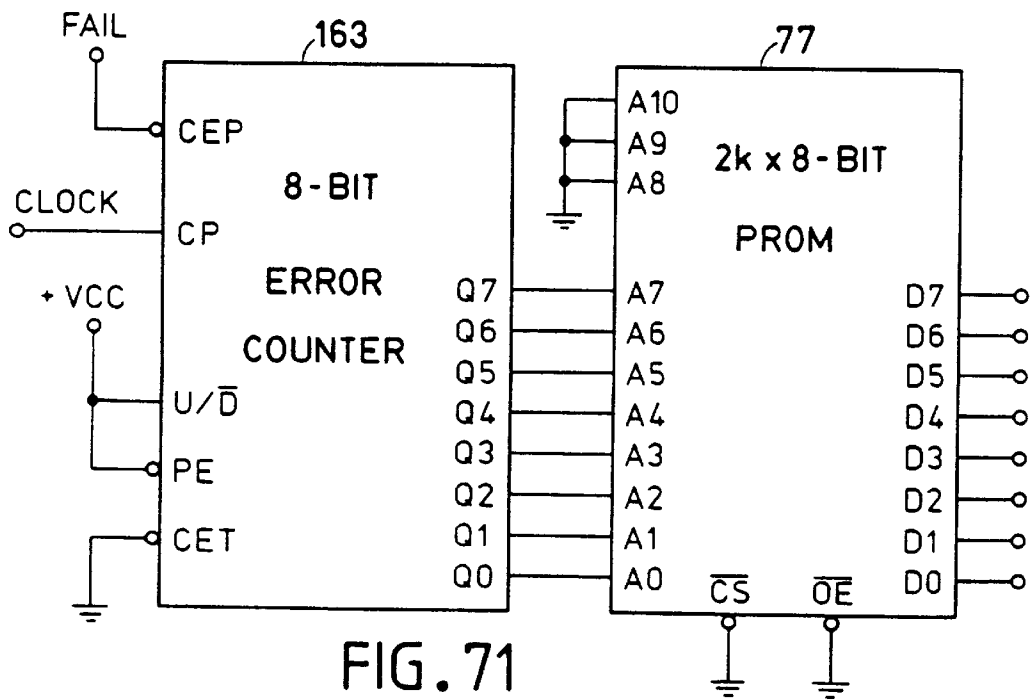 FAIL
163
77
CEP
8-BIT
ERROR
COUNTER
CLOCK
CP
+ VCC
U/D̅
PE
CET
Q7
Q6
Q5
Q4
Q3
Q2
Q1
Q0
A10
A9
A8
2k x 8-BIT
PROM
A7
A6
A5
A4
A3
A2
A1
A0
D7
D6
D5
D4
D3
D2
D1
D0
C̅S̅
O̅E̅
FIG. 71